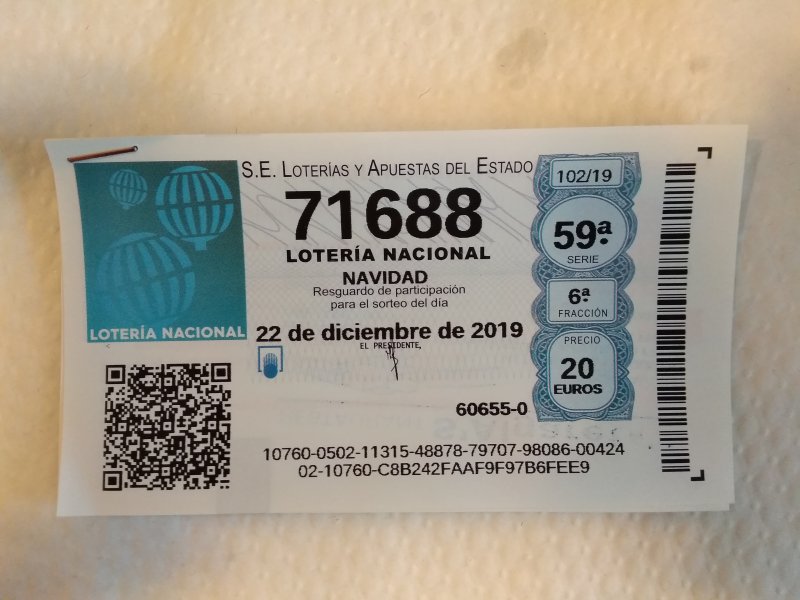 S.E. LOTERÍAS Y APUESTAS DEL ESTADO
71688
LOTERÍA NACIONAL
NAVIDAD
Resguardo de participación
para el sorteo del día
22 de diciembre de 2019
EL PRESIDENTE,
60655-0
LOTERÍA NACIONAL
102/19
59ª
SERIE
6ª
FRACCIÓN
PRECIO
20
EUROS
10760-0502-11315-48878-79707-98086-00424
02-10760-C8B242FAAF9F97B6FEE9